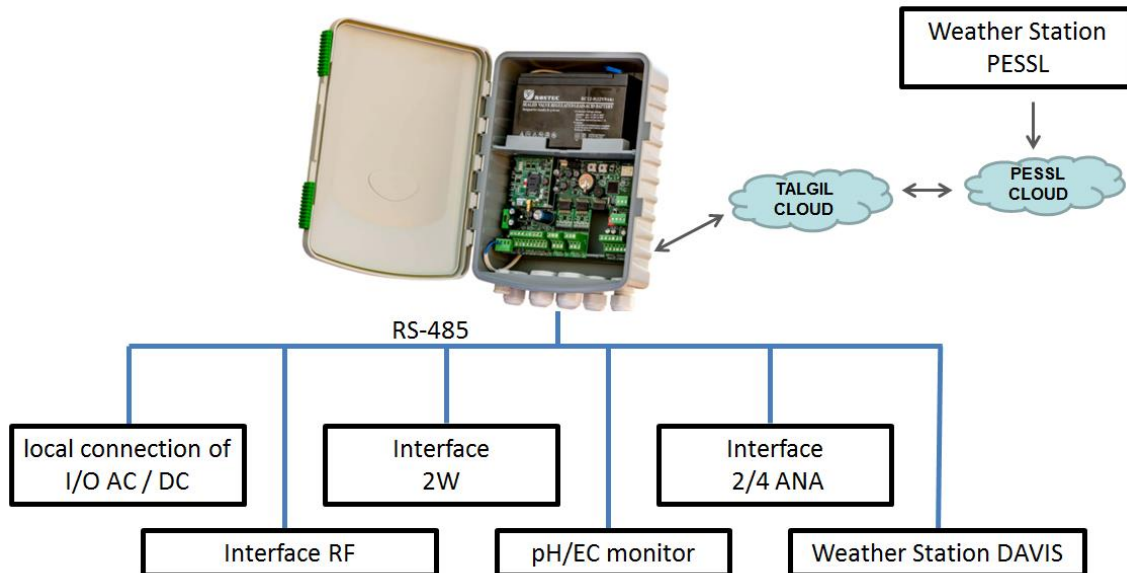 Weather Station
PESSL
TALGIL
CLOUD
PESSL
CLOUD
RS-485
local connection of
I/O AC / DC
Interface
2W
Interface
2/4 ANA
Interface RF
pH/EC monitor
Weather Station DAVIS